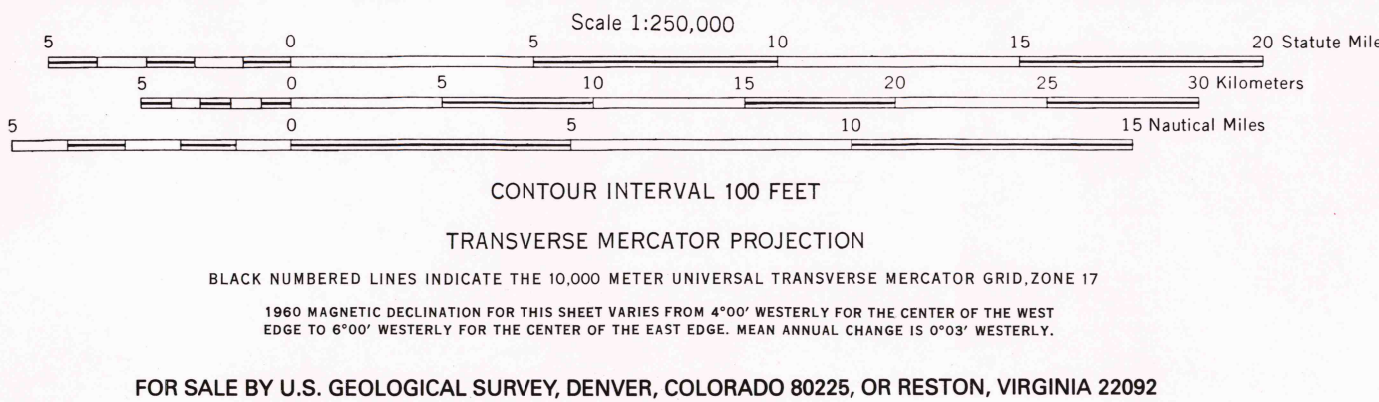 Scale 1:250,000
5 0 5 10 15 20 Statute Mile
5 0 5 10 15 20 25 30 Kilometers
5 0 5 10 15 Nautical Miles
CONTOUR INTERVAL 100 FEET
TRANSVERSE MERCATOR PROJECTION
BLACK NUMBERED LINES INDICATE THE 10,000 METER UNIVERSAL TRANSVERSE MERCATOR GRID, ZONE 17
1960 MAGNETIC DECLINATION FOR THIS SHEET VARIES FROM 4°00' WESTERLY FOR THE CENTER OF THE WEST
EDGE TO 6°00' WESTERLY FOR THE CENTER OF THE EAST EDGE. MEAN ANNUAL CHANGE IS 0°03' WESTERLY.
FOR SALE BY U.S. GEOLOGICAL SURVEY, DENVER, COLORADO 80225, OR RESTON, VIRGINIA 22092